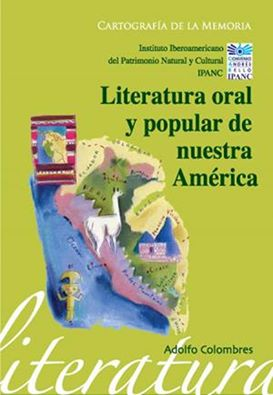 CARTOGRAFÍA DE LA MEMORIA
Instituto Iberoamericano
del Patrimonio Natural y Cultural
IPANC
CONVENIO
ANDRES
BELLO
IPANC
Literatura oral
y popular de
nuestra
América
Adolfo Colombres
literatura